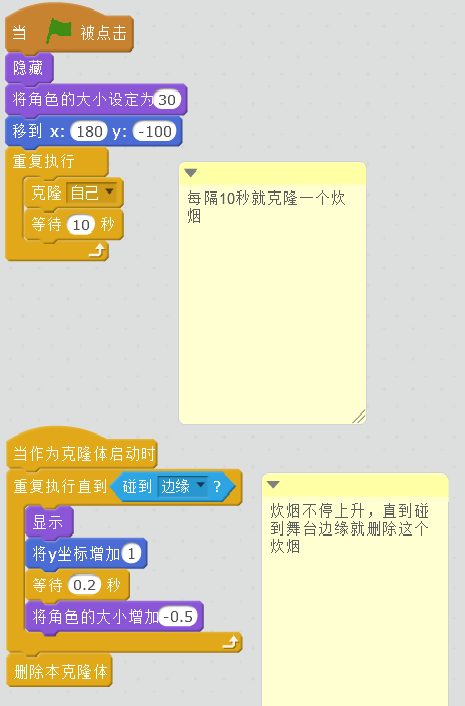 当 被点击
隐藏
将角色的大小设定为 30
移到 x: 180 y: -100
重复执行
克隆 自己
等待 10 秒
每隔10秒就克隆一个炊
烟
当作为克隆体启动时
重复执行直到 碰到 边缘 ?
显示
将y坐标增加 1
等待 0.2 秒
将角色的大小增加 -0.5
删除本克隆体
炊烟不停上升，直到碰
到舞台边缘就删除这个
炊烟